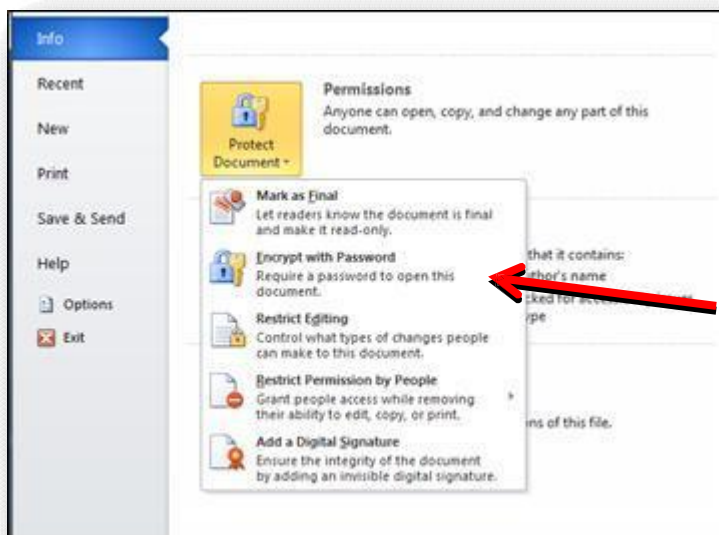 Info
Recent
New
Print
Save & Send
Help
Options
Exit
Protect
Document
Permissions
Anyone can open, copy, and change any part of this
document.
Mark as Final
Let readers know the document is final
and make it read-only.
Encrypt with Password
Require a password to open this
document.
Restrict Editing
Control what types of changes people
can make to this document.
Restrict Permission by People
Grant people access while removing
their ability to edit, copy, or print.
Add a Digital Signature
Ensure the integrity of the document
by adding an invisible digital signature.
that it contains:
name
of this file.